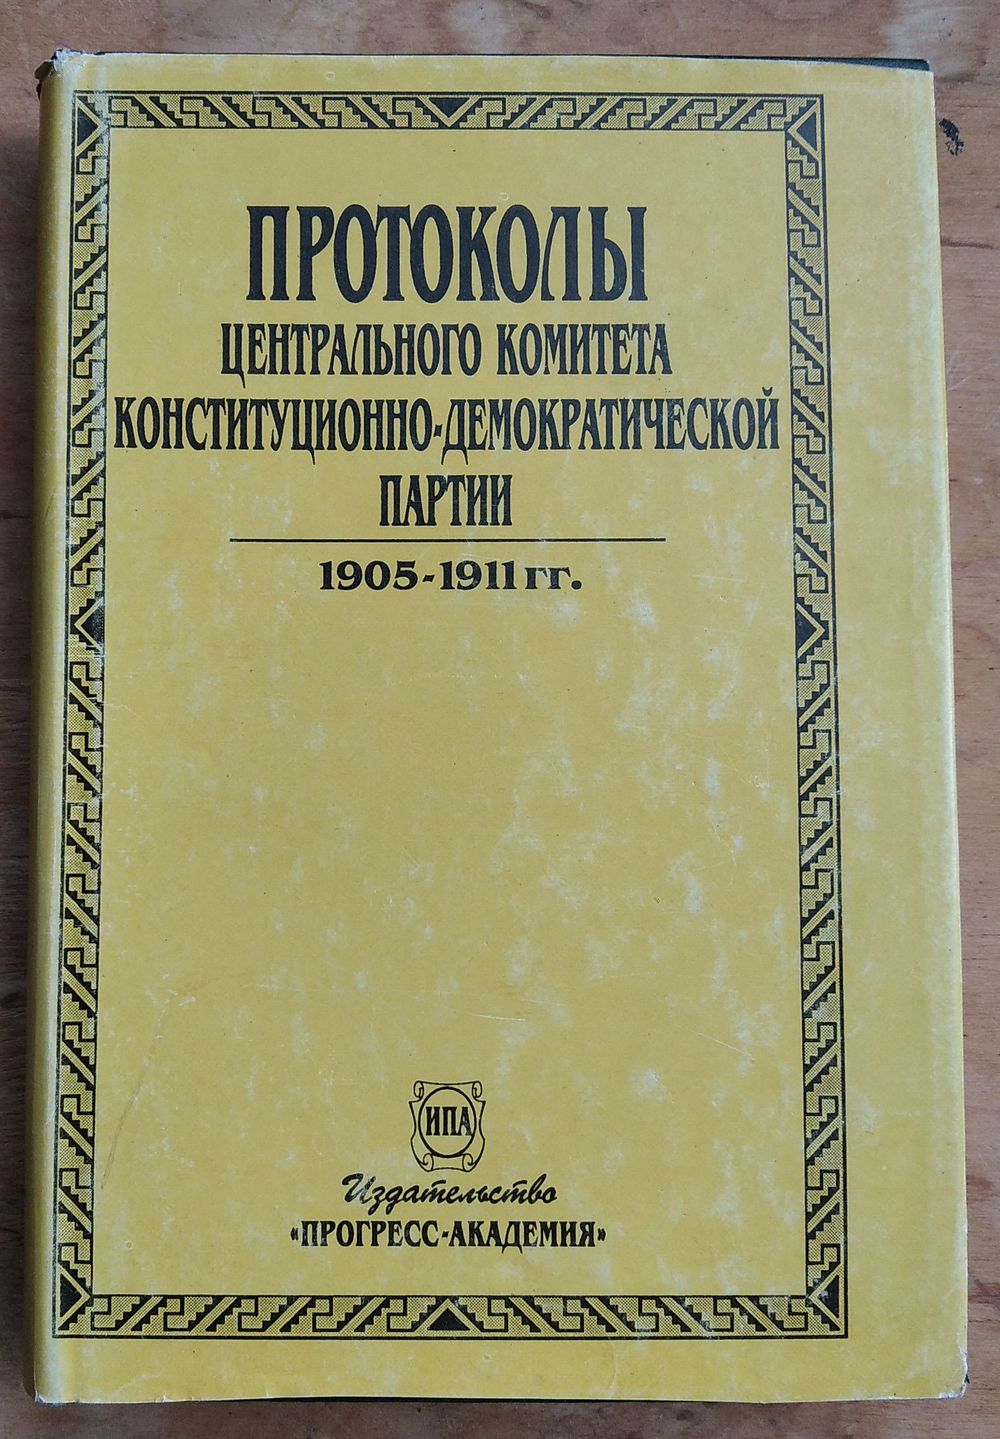 ПРОТОКОЛЫ
ЦЕНТРАЛЬНОГО КОМИТЕТА
КОНСТИТУЦИОННО-ДЕМОКРАТИЧЕСКОЙ
ПАРТИИ
1905-1911 гг.
ИПА
Издательство
«ПРОГРЕСС-АКАДЕМИЯ»